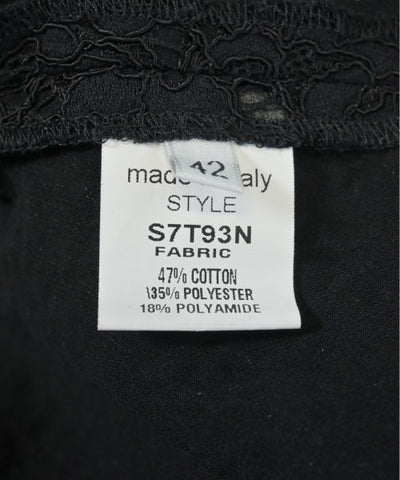 42
made aly
STYLE
S7T93N
FABRIC
47% COTTON
\35% POLYESTER
18% POLYAMIDE